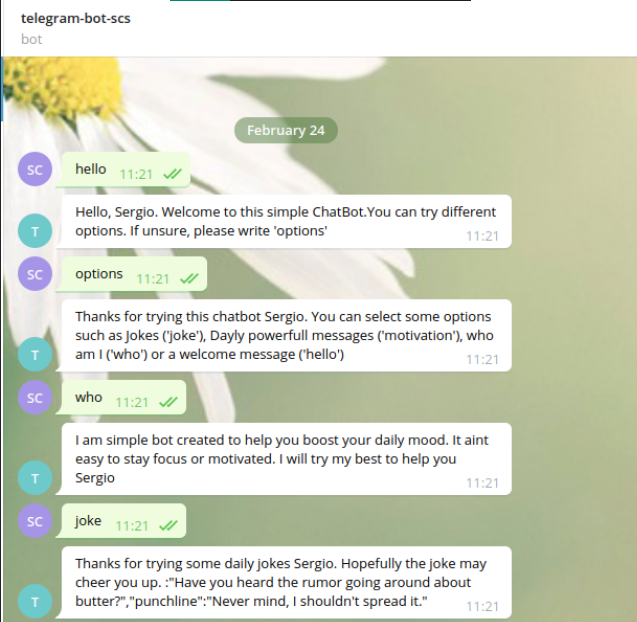 telegram-bot-scs
bot
February 24
SC
hello 11:21
Hello, Sergio. Welcome to this simple ChatBot.You can try different
options. If unsure, please write 'options'
T
11:21
SC
options 11:21
Thanks for trying this chatbot Sergio. You can select some options
such as Jokes ('joke'), Dayly powerfull messages ('motivation'), who
am I ('who') or a welcome message ('hello')
T
11:21
SC
who 11:21
I am simple bot created to help you boost your daily mood. It aint
easy to stay focus or motivated. I will try my best to help you
Sergio
T
11:21
SC
joke 11:21
Thanks for trying some daily jokes Sergio. Hopefully the joke may
cheer you up. :"Have you heard the rumor going around about
butter?","punchline":"Never mind, I shouldn't spread it."
T
11:21